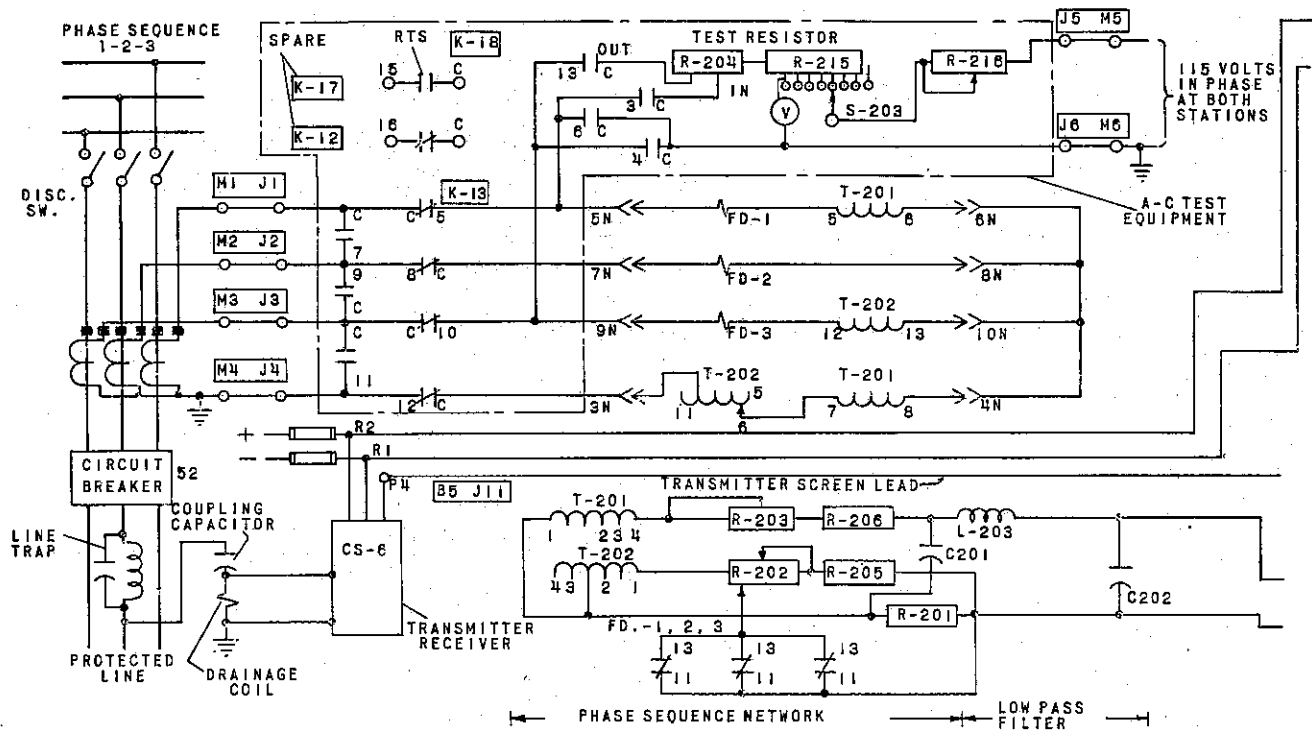 PHASE SEQUENCE
1-2-3
SPARE
RTS
K-18
K-17
K-12
15
C
16
C
OUT
13
C
3
C
6
C
4
C
TEST RESISTOR
R-204
R-215
R-216
1N
V
S-203
J5 M5
J6 M6
115 VOLTS
IN PHASE
AT BOTH
STATIONS
A-C TEST
EQUIPMENT
DISC.
SW.
M1 J1
C
C
5
K-13
5N
FD-1
T-201
5
6
6N
M2 J2
7
9
8
C
7N
FD-2
8N
M3 J3
C
C
C
10
9N
FD-3
T-202
12
13
10N
M4 J4
11
12
C
3N
T-202
11
5
6
T-201
7
8
4N
+
R2
-
R1
P4
B5 J11
TRANSMITTER SCREEN LEAD
CIRCUIT
BREAKER
52
COUPLING
CAPACITOR
LINE
TRAP
CS-6
TRANSMITTER
RECEIVER
PROTECTED
LINE
DRAINAGE
COIL
T-201
1
2
3
4
R-203
R-206
L-203
C201
T-202
4
3
2
1
R-202
R-205
C202
R-201
FD.-1, 2, 3
13
11
13
11
13
11
PHASE SEQUENCE NETWORK
LOW PASS
FILTER